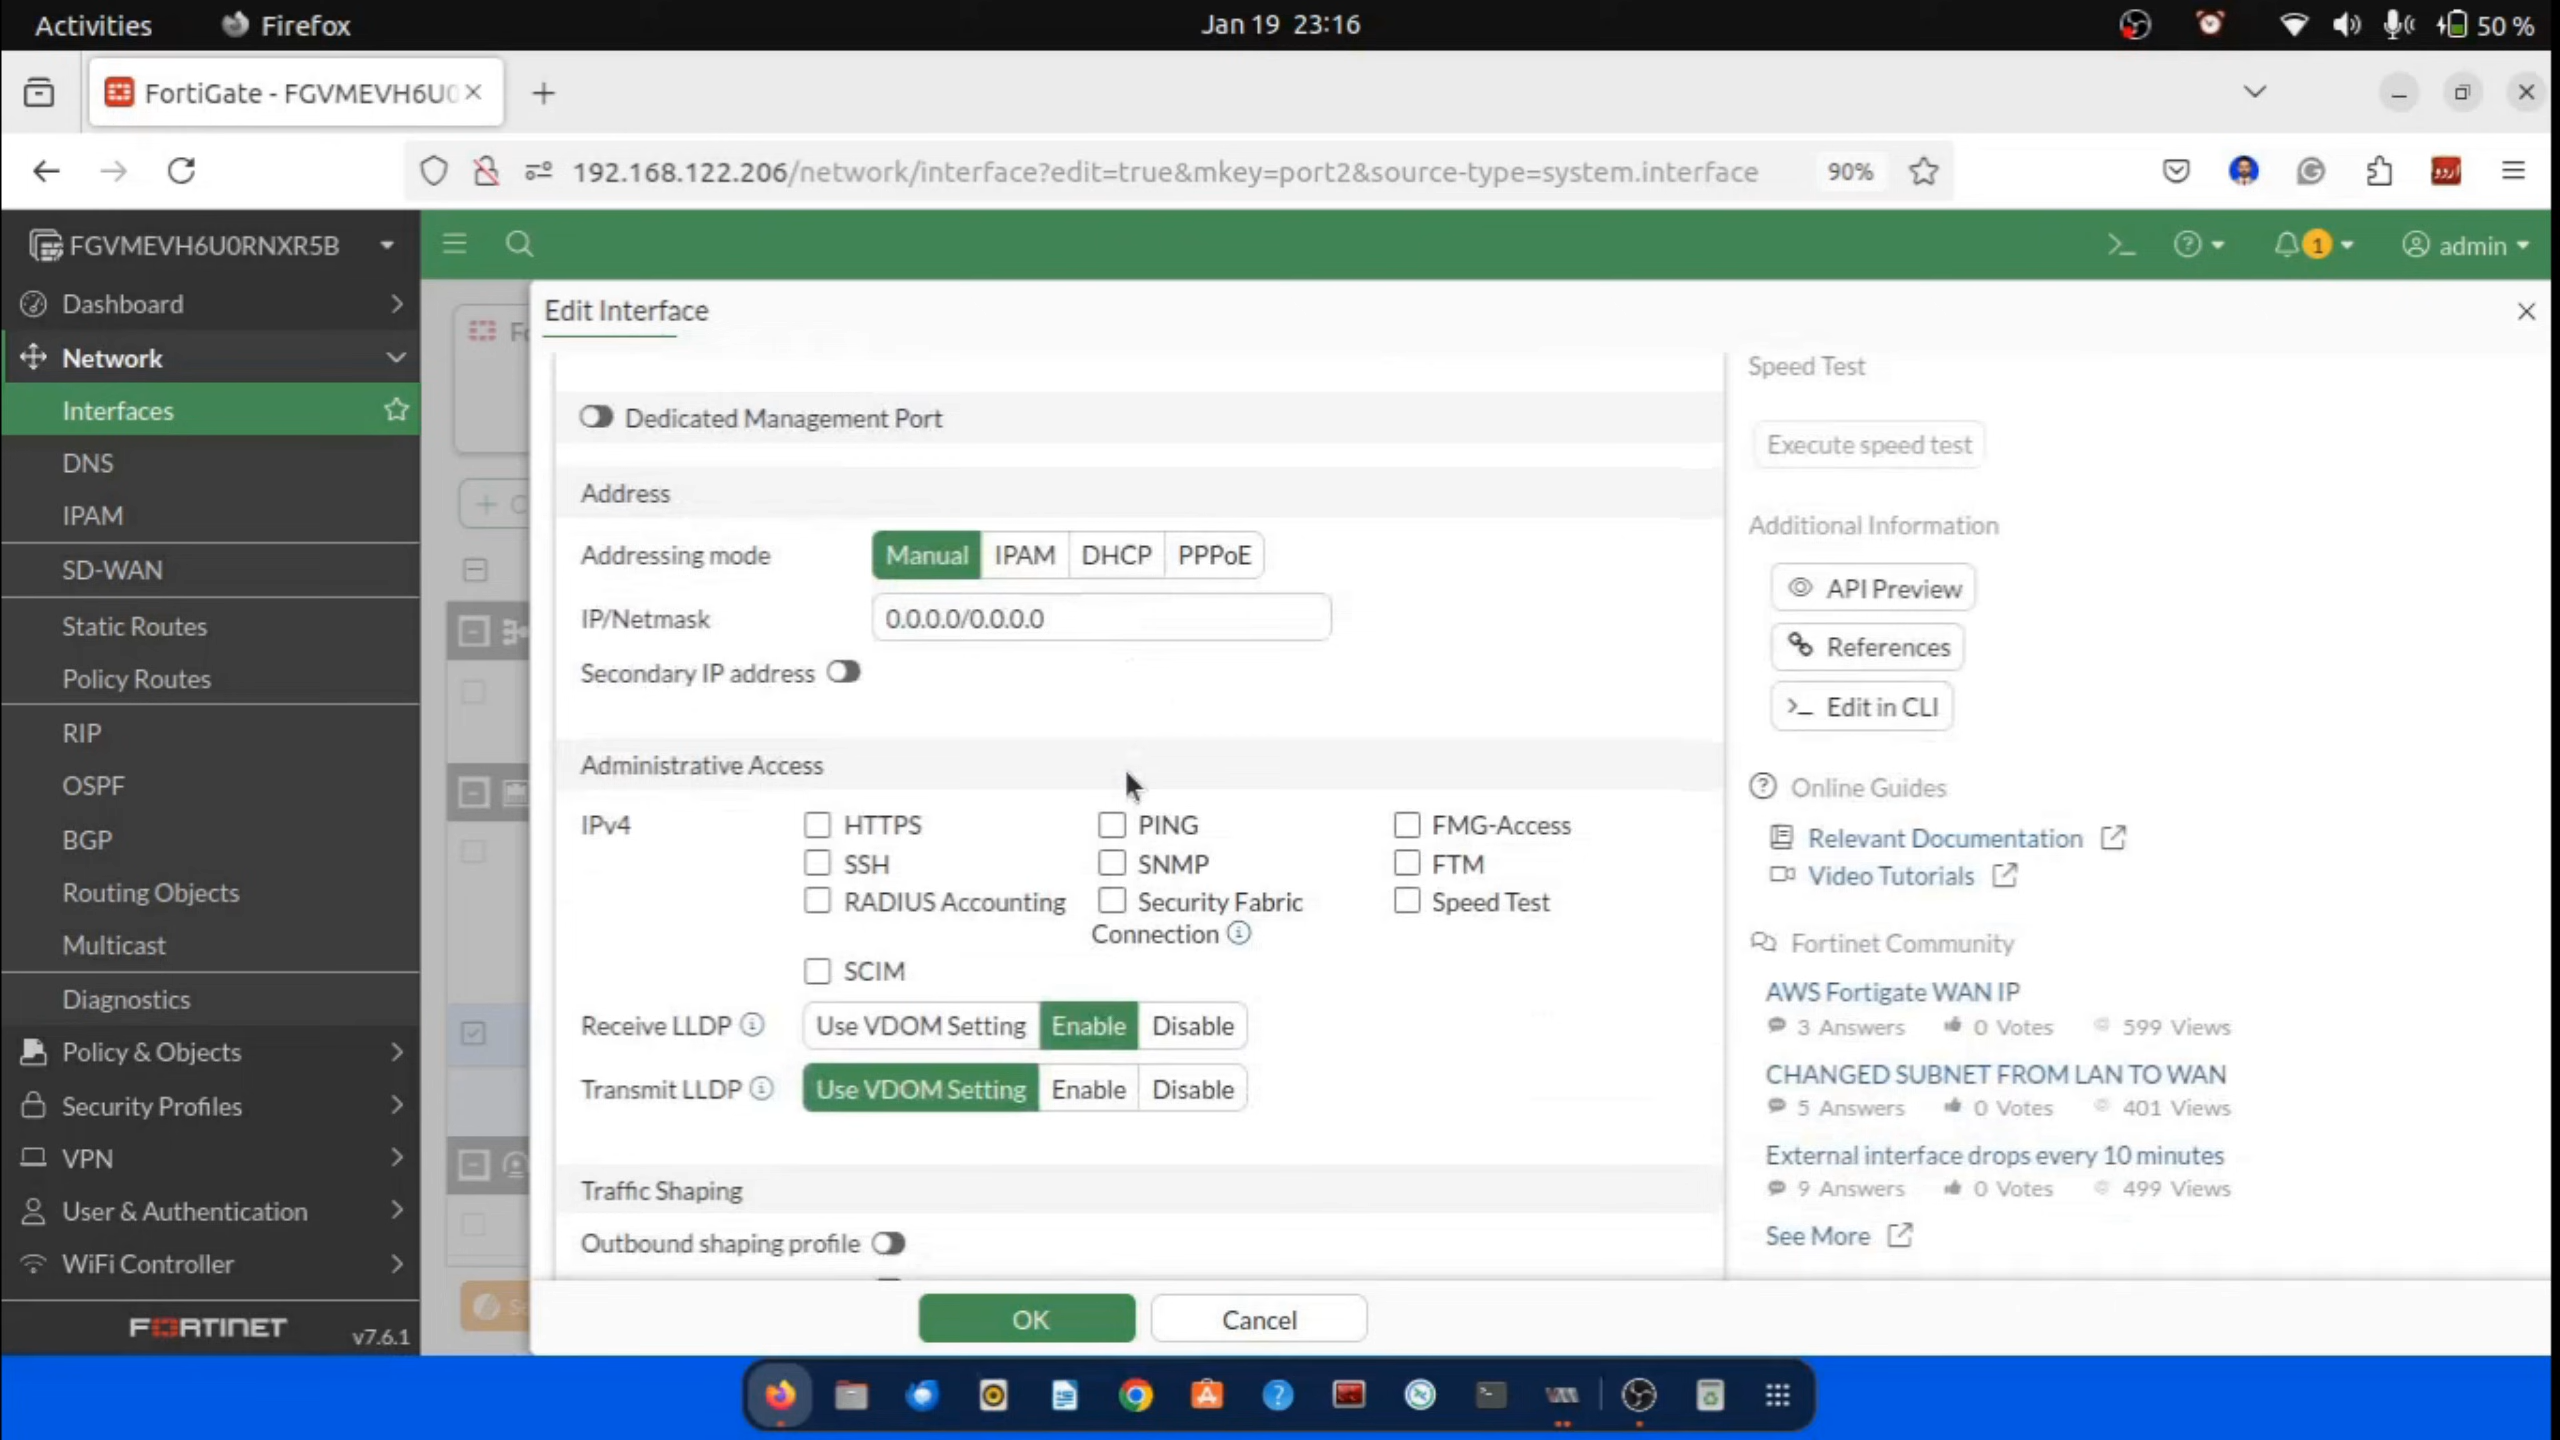 Activities
Firefox
Jan 19 23:16
50 %
FortiGate - FGVMEVH6U0
192.168.122.206/network/interface?edit=true&mkey=port2&source-type=system.interface
90%
FGVMEVH6U0RNXR5B
1
admin
Dashboard
Network
Interfaces
DNS
IPAM
SD-WAN
Static Routes
Policy Routes
RIP
OSPF
BGP
Routing Objects
Multicast
Diagnostics
Policy & Objects
Security Profiles
VPN
User & Authentication
WiFi Controller
FORTINET
v7.6.1
Edit Interface
Dedicated Management Port
Address
Addressing mode
Manual
IPAM
DHCP
PPPoE
IP/Netmask
0.0.0.0/0.0.0.0
Secondary IP address
Administrative Access
IPv4
HTTPS
PING
FMG-Access
SSH
SNMP
FTM
RADIUS Accounting
Security Fabric
Connection
Speed Test
SCIM
Receive LLDP
Use VDOM Setting
Enable
Disable
Transmit LLDP
Use VDOM Setting
Enable
Disable
Traffic Shaping
Outbound shaping profile
OK
Cancel
Speed Test
Execute speed test
Additional Information
API Preview
References
>_ Edit in CLI
Online Guides
Relevant Documentation
Video Tutorials
Fortinet Community
AWS Fortigate WAN IP
3 Answers 0 Votes 599 Views
CHANGED SUBNET FROM LAN TO WAN
5 Answers 0 Votes 401 Views
External interface drops every 10 minutes
9 Answers 0 Votes 499 Views
See More